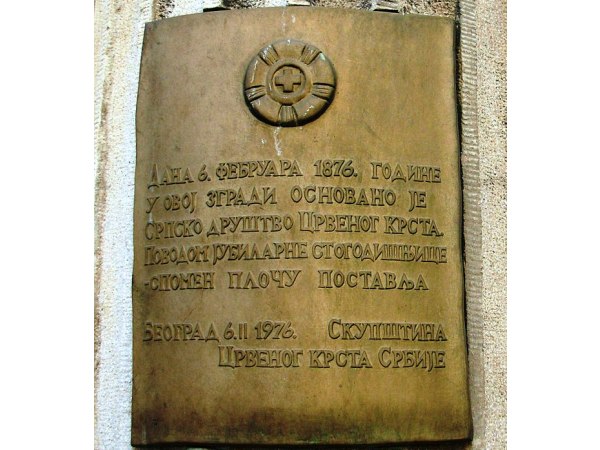 Дана 6. фебруара 1876. године
у овој згради основано је
Српско друштво Црвеног крста.
Поводом јубиларне стогодишњице
-спомен плочу поставља
Београд 6.II 1976. Скупштина
Црвеног крста Србије